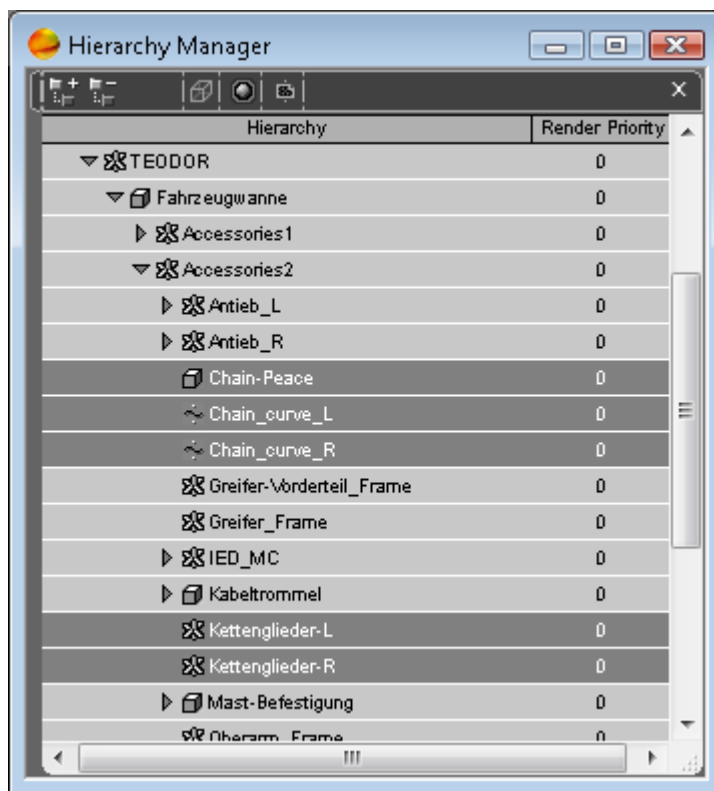 Hierarchy Manager
Hierarchy Render Priority
TEODOR 0
Fahrzeugwanne 0
Accessories1 0
Accessories2 0
Antieb_L 0
Antieb_R 0
Chain-Peace 0
Chain_curve_L 0
Chain_curve_R 0
Greifer-Vorderteil_Frame 0
Greifer_Frame 0
IED_MC 0
Kabeltrommel 0
Kettenglieder-L 0
Kettenglieder-R 0
Mast-Befestigung 0
Oberarm_Frame 0